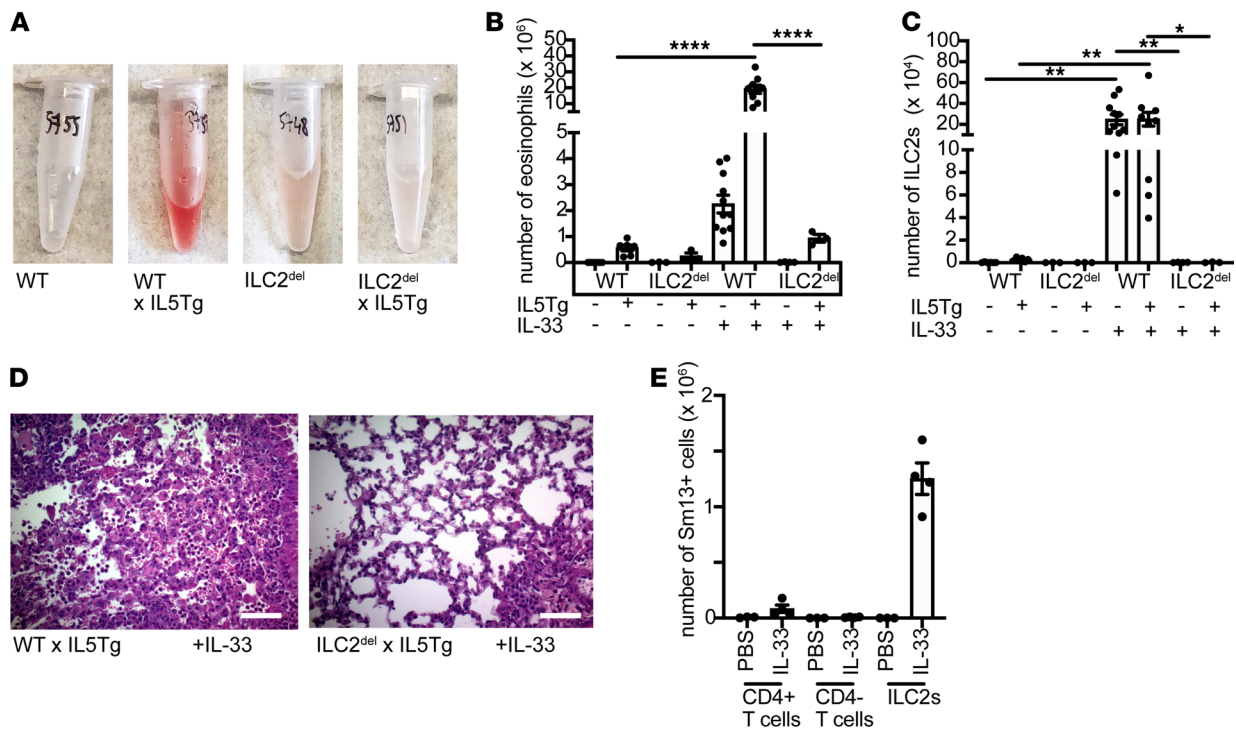 A
5755
WT
WT
x IL5Tg
5748
ILC2del
5751
ILC2del
x IL5Tg
B
number of eosinophils (x 10⁶)
50
40
30
20
10
6
5
4
3
2
1
0
**** ****
WT ILC2del WT ILC2del
IL5Tg - + - + - + - +
IL-33 - - - - + + + +
C
number of ILC2s (x 10⁴)
100
80
60
40
20
10
8
6
4
2
0
*
** **
**
WT ILC2del WT ILC2del
IL5Tg - + - + - + - +
IL-33 - - - - + + + +
D
WT x IL5Tg +IL-33
ILC2del x IL5Tg +IL-33
E
number of Sm13+ cells (x 10⁶)
2
1
0
PBS IL-33 PBS IL-33 PBS IL-33
CD4+ CD4- ILC2s
T cells T cells